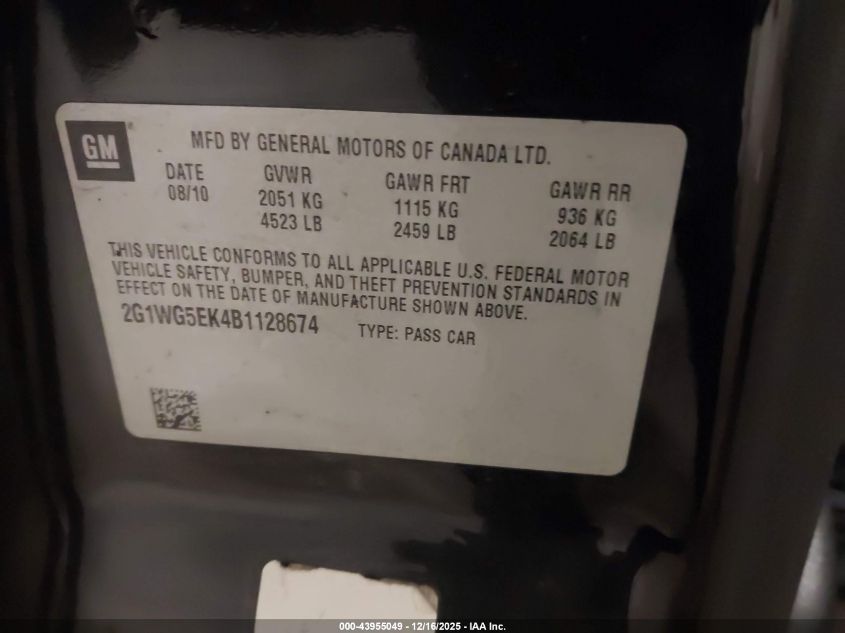 GM
MFD BY GENERAL MOTORS OF CANADA LTD.
DATE GVWR GAWR FRT GAWR RR
08/10 2051 KG 1115 KG 936 KG
4523 LB 2459 LB 2064 LB
THIS VEHICLE CONFORMS TO ALL APPLICABLE U.S. FEDERAL MOTOR
VEHICLE SAFETY, BUMPER, AND THEFT PREVENTION STANDARDS IN
EFFECT ON THE DATE OF MANUFACTURE SHOWN ABOVE.
2G1WG5EK4B1128674 TYPE: PASS CAR
000-43955049 - 12/16/2025 - IAA Inc.